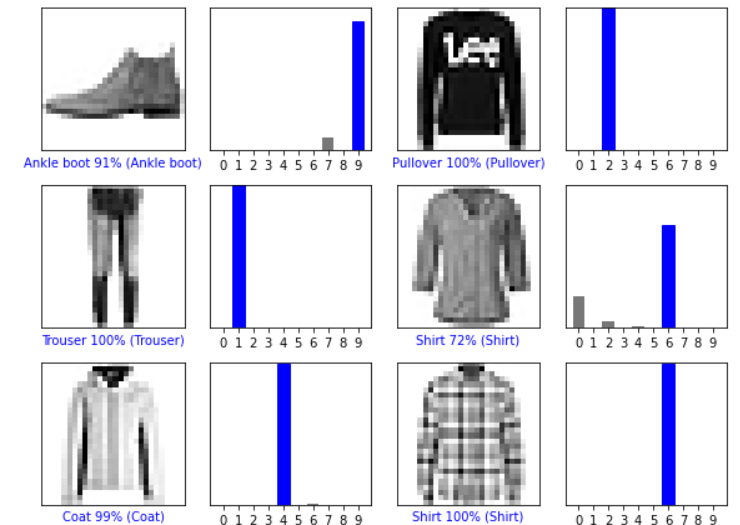 Lee
0 1 2 3 4 5 6 7 8 9
0 1 2 3 4 5 6 7 8 9
Ankle boot 91% (Ankle boot)
Pullover 100% (Pullover)
0 1 2 3 4 5 6 7 8 9
0 1 2 3 4 5 6 7 8 9
Trouser 100% (Trouser)
Shirt 72% (Shirt)
0 1 2 3 4 5 6 7 8 9
0 1 2 3 4 5 6 7 8 9
Coat 99% (Coat)
Shirt 100% (Shirt)